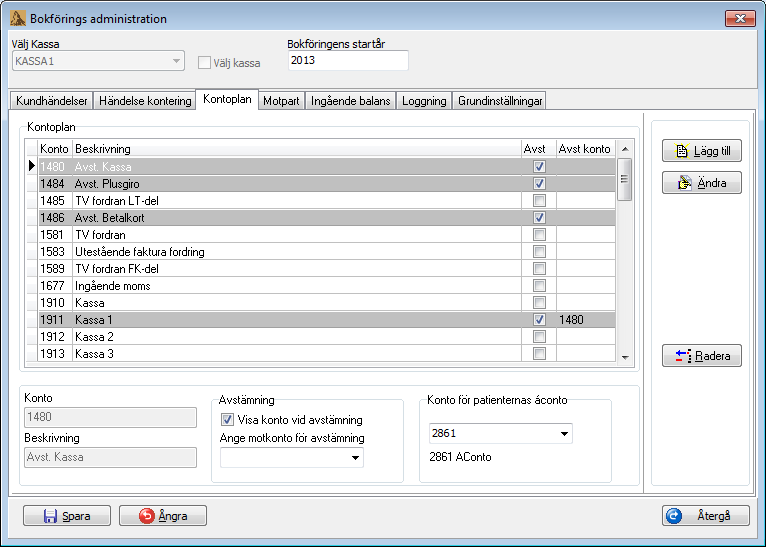 Bokförings administration
Välj Kassa
KASSA1
Välj kassa
Bokföringens startår
2013
Kundhändelser Händelse kontering Kontoplan Motpart Ingående balans Loggning Grundinställningar
Kontoplan
Konto Beskrivning Avst Avst konto
1480 Avst. Kassa
1484 Avst. Plusgiro
1485 TV fordran LT-del
1486 Avst. Betalkort
1581 TV fordran
1583 Utestående faktura fordring
1589 TV fordran FK-del
1677 Ingående moms
1910 Kassa
1911 Kassa 1 1480
1912 Kassa 2
1913 Kassa 3
Lägg till
Ändra
Radera
Konto
1480
Beskrivning
Avst. Kassa
Avstämning
Visa konto vid avstämning
Ange motkonto för avstämning
Konto för patienternas áconto
2861
2861 AConto
Spara
Ångra
Återgå